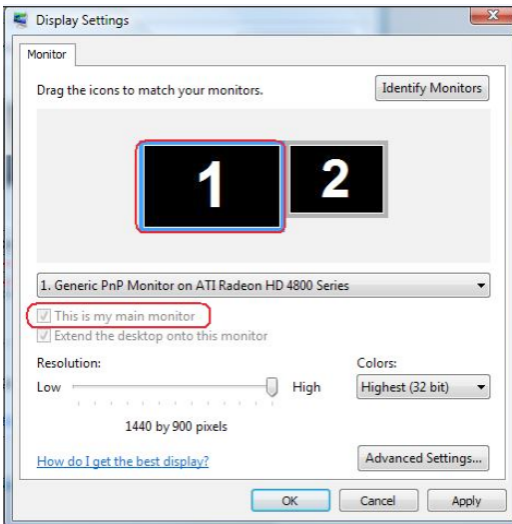 Display Settings
Monitor
Drag the icons to match your monitors.
Identify Monitors
1
2
1. Generic PnP Monitor on ATI Radeon HD 4800 Series
This is my main monitor
Extend the desktop onto this monitor
Resolution:
Colors:
Low
High
Highest (32 bit)
1440 by 900 pixels
How do I get the best display?
Advanced Settings...
OK
Cancel
Apply